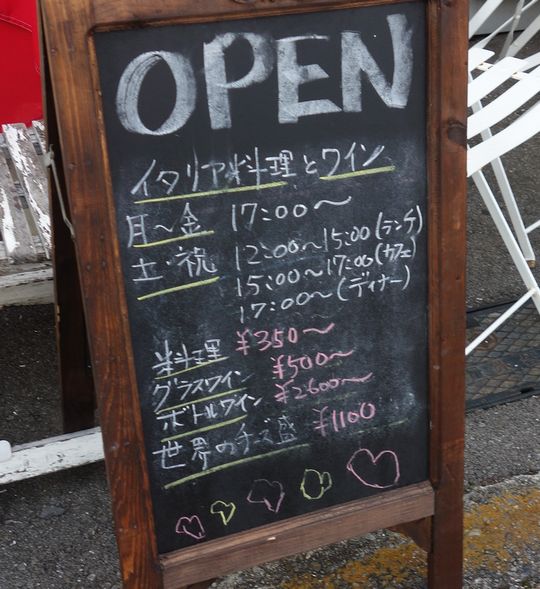 OPEN
イタリア料理とワイン
月～金 17:00～
土・祝 12:00～15:00(ランチ)
15:00～17:00(カフェ)
17:00～(ディナー)
料理 ¥350～
グラスワイン ¥500～
ボトルワイン ¥2600～
世界のチーズ盛 ¥1100